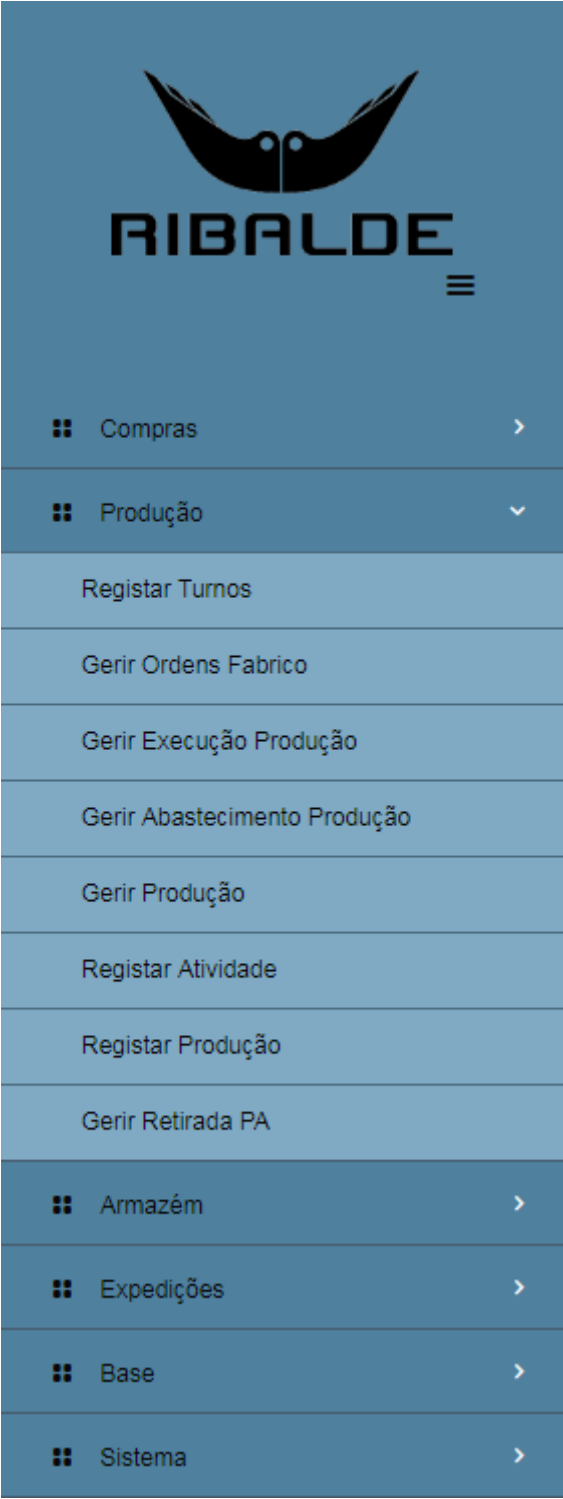 RIBALDE
Compras
Produção
Registar Turnos
Gerir Ordens Fabrico
Gerir Execução Produção
Gerir Abastecimento Produção
Gerir Produção
Registar Atividade
Registar Produção
Gerir Retirada PA
Armazém
Expedições
Base
Sistema